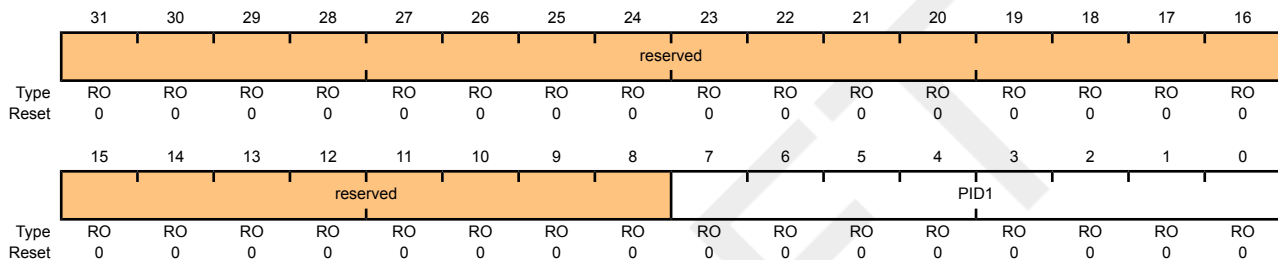 31 30 29 28 27 26 25 24 23 22 21 20 19 18 17 16
reserved
Type RO RO RO RO RO RO RO RO RO RO RO RO RO RO RO RO
Reset 0 0 0 0 0 0 0 0 0 0 0 0 0 0 0 0
15 14 13 12 11 10 9 8 7 6 5 4 3 2 1 0
reserved PID1
Type RO RO RO RO RO RO RO RO RO RO RO RO RO RO RO RO
Reset 0 0 0 0 0 0 0 0 0 0 0 0 0 0 0 0